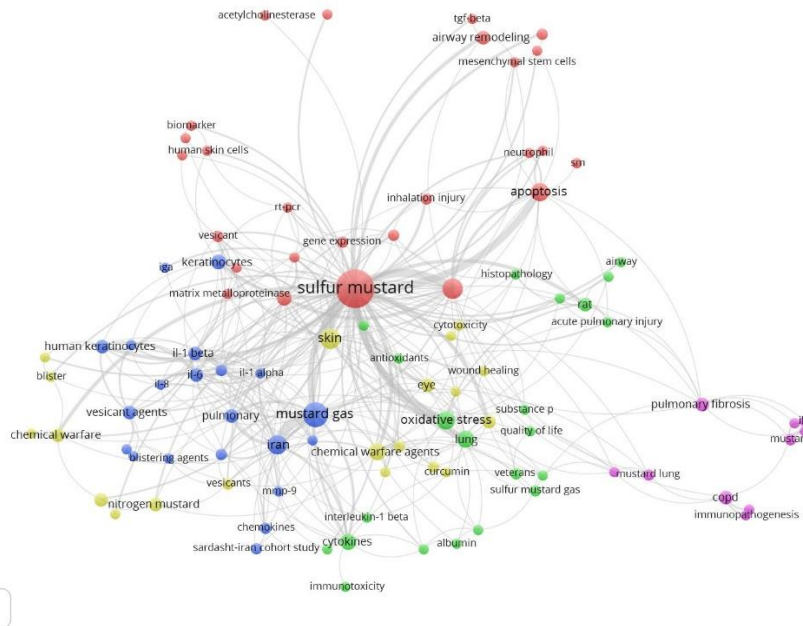 acetylcholinesterase
tgf-beta
airway remodeling
mesenchymal stem cells
biomarker
human skin cells
neutrophil
sm
apoptosis
inhalation injury
rt-pcr
vesicant
gene expression
iga
keratinocytes
airway
histopathology
sulfur mustard
matrix metalloproteinase
rat
acute pulmonary injury
cytotoxicity
skin
human keratinocytes
il-1 beta
antioxidants
blister
il-8
il-6
il-1 alpha
wound healing
eye
pulmonary fibrosis
vesicant agents
pulmonary
mustard gas
substance p
oxidative stress
quality of life
chemical warfare
iran
lung
chemical warfare agents
blistering agents
curcumin
veterans
mustard lung
vesicants
mmp-9
sulfur mustard gas
copd
nitrogen mustard
immunopathogenesis
interleukin-1 beta
chemokines
sardasht-iran cohort study
cytokines
albumin
immunotoxicity